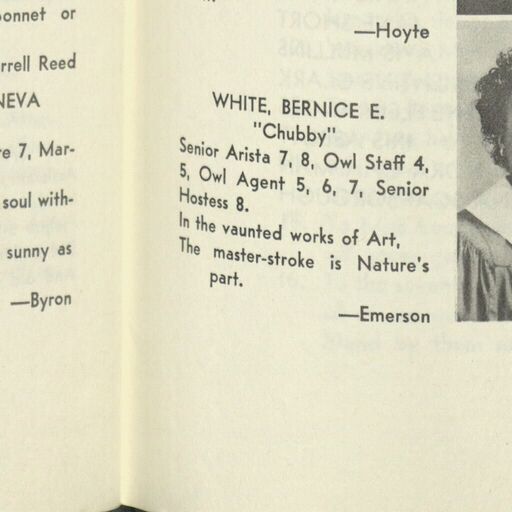 onnet or
rrell Reed
NEVA
re 7, Mar-
soul with-
sunny as
—Byron
—Hoyte
WHITE, BERNICE E.
"Chubby"
Senior Arista 7, 8, Owl Staff 4,
5, Owl Agent 5, 6, 7, Senior
Hostess 8.
In the vaunted works of Art,
The master-stroke is Nature's
part.
—Emerson